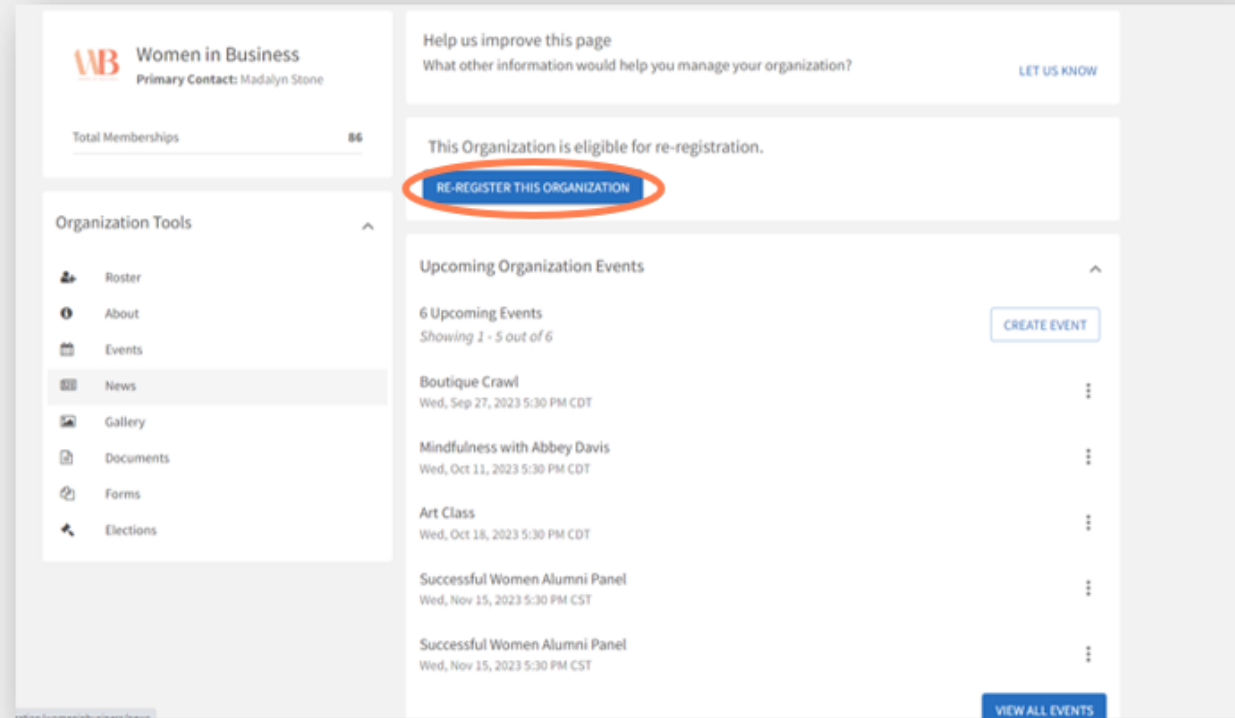 WB
Women in Business
Primary Contact: Madalyn Stone
Total Memberships 86
Organization Tools
Roster
About
Events
News
Gallery
Documents
Forms
Elections
Help us improve this page
What other information would help you manage your organization?
LET US KNOW
This Organization is eligible for re-registration.
RE-REGISTER THIS ORGANIZATION
Upcoming Organization Events
6 Upcoming Events
Showing 1 - 5 out of 6
CREATE EVENT
Boutique Crawl
Wed, Sep 27, 2023 5:30 PM CDT
Mindfulness with Abbey Davis
Wed, Oct 11, 2023 5:30 PM CDT
Art Class
Wed, Oct 18, 2023 5:30 PM CDT
Successful Women Alumni Panel
Wed, Nov 15, 2023 5:30 PM CST
Successful Women Alumni Panel
Wed, Nov 15, 2023 5:30 PM CST
VIEW ALL EVENTS